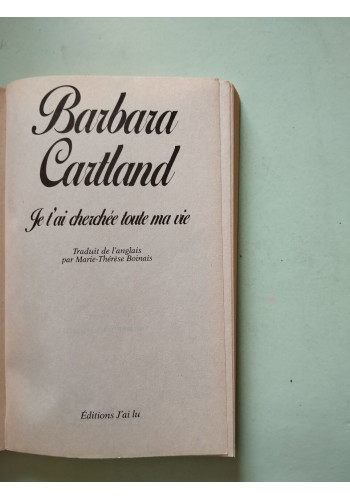 Barbara
Cartland
Je t'ai cherchée toute ma vie
Traduit de l'anglais
par Marie-Thérèse Boinais
Éditions J'ai lu